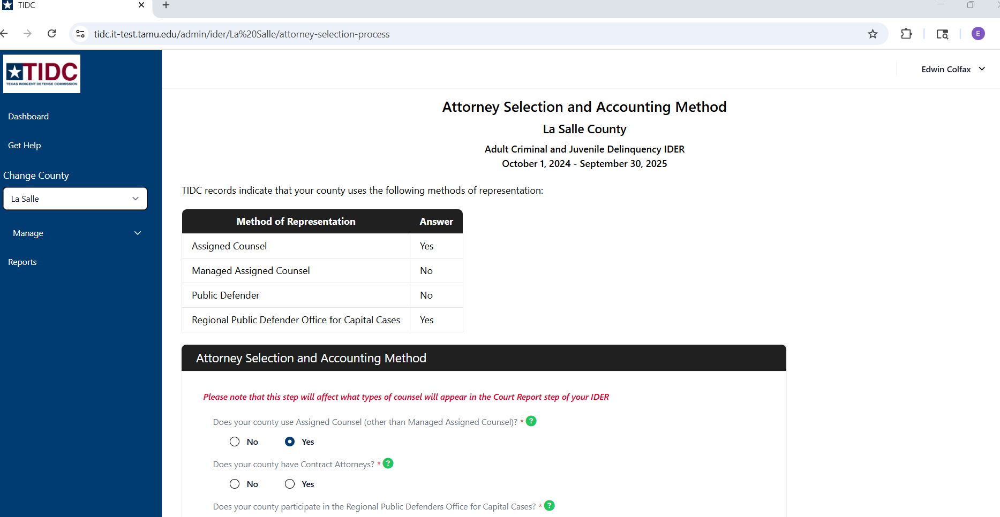 TIDC
tidc.it-test.tamu.edu/admin/ider/La%20Salle/attorney-selection-process
E
TIDC
TEXAS INDIGENT DEFENSE COMMISSION
Edwin Colfax
Dashboard
Get Help
Change County
La Salle
Manage
Reports
Attorney Selection and Accounting Method
La Salle County
Adult Criminal and Juvenile Delinquency IDER
October 1, 2024 - September 30, 2025
TIDC records indicate that your county uses the following methods of representation:
Method of Representation Answer
Assigned Counsel Yes
Managed Assigned Counsel No
Public Defender No
Regional Public Defender Office for Capital Cases Yes
Attorney Selection and Accounting Method
Please note that this step will affect what types of counsel will appear in the Court Report step of your IDER
Does your county use Assigned Counsel (other than Managed Assigned Counsel)? * ?
No Yes
Does your county have Contract Attorneys? * ?
No Yes
Does your county participate in the Regional Public Defenders Office for Capital Cases? * ?